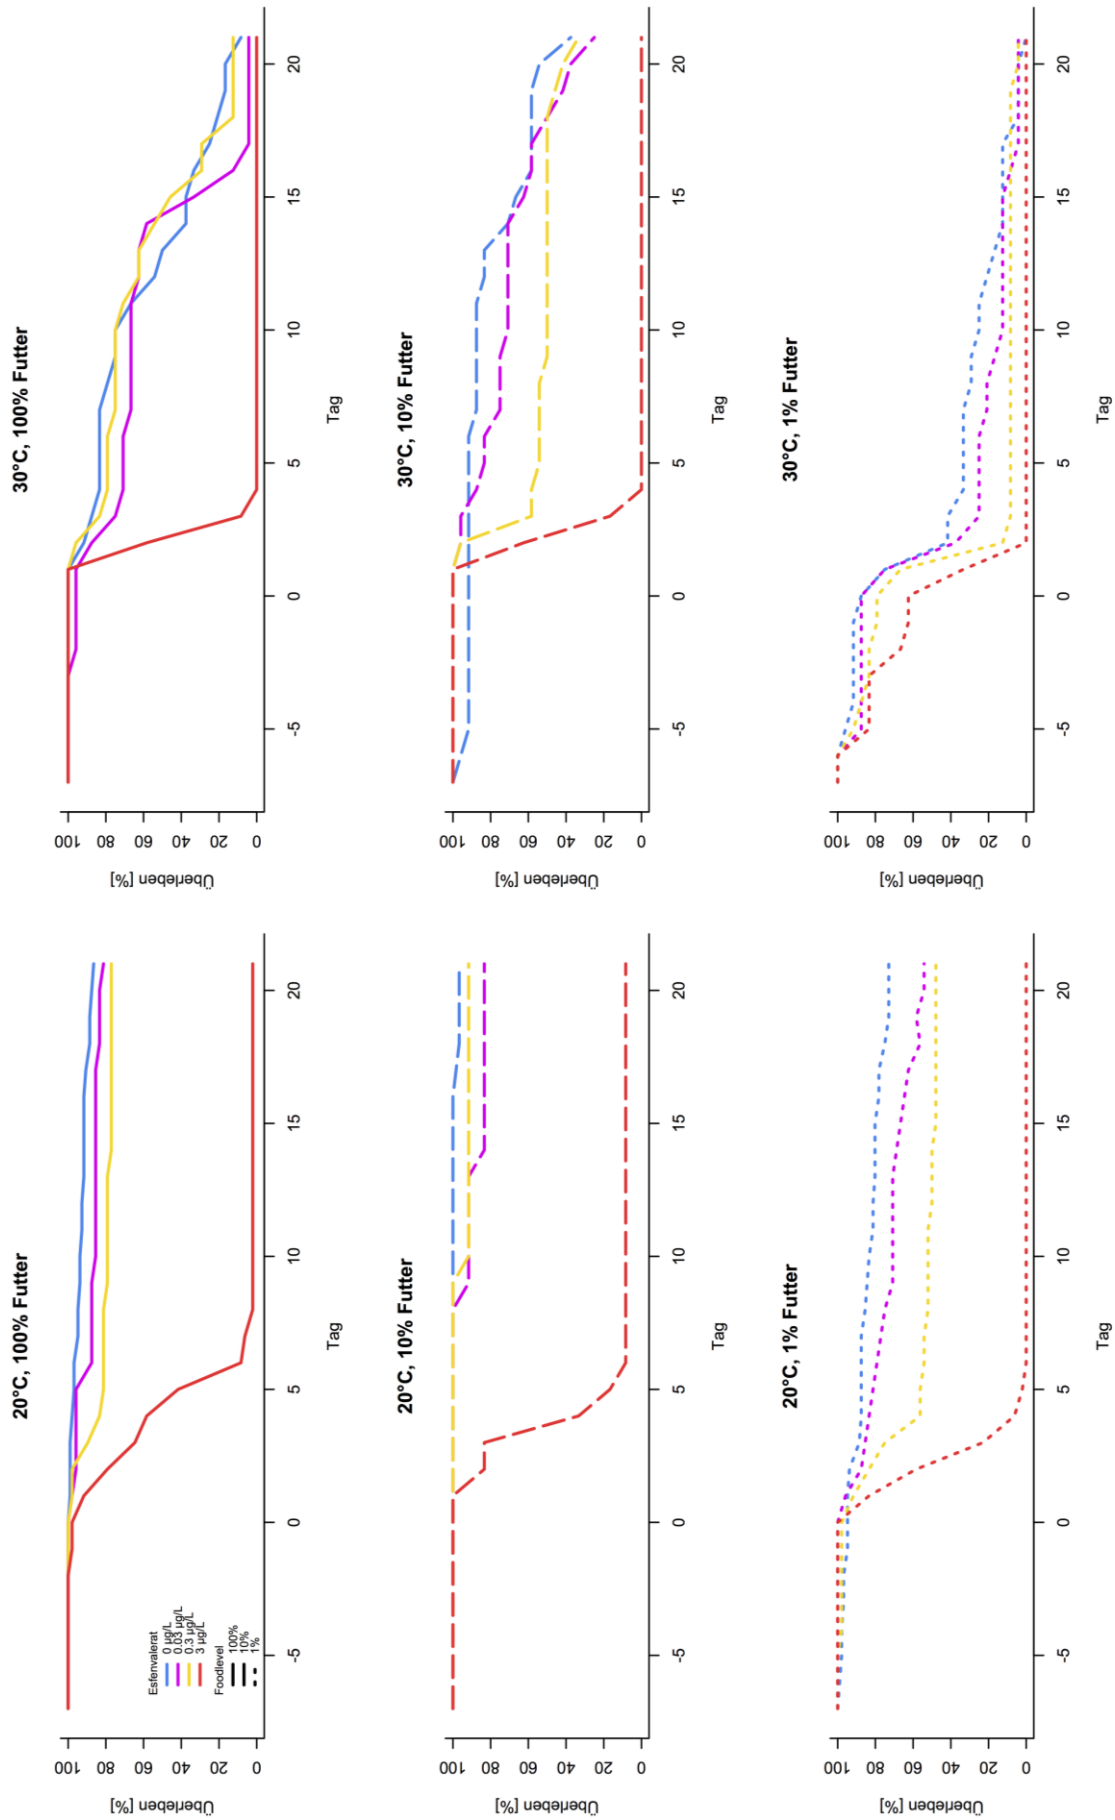 20°C, 100% Futter
Überleben [%]
100
80
60
40
20
0
Esfenvalerat
0 µg/L
0.03 µg/L
0.3 µg/L
3 µg/L
Foodlevel
100%
10%
1%
-5 0 5 10 15 20
Tag
30°C, 100% Futter
Überleben [%]
100
80
60
40
20
0
-5 0 5 10 15 20
Tag
20°C, 10% Futter
Überleben [%]
100
80
60
40
20
0
-5 0 5 10 15 20
Tag
30°C, 10% Futter
Überleben [%]
100
80
60
40
20
0
-5 0 5 10 15 20
Tag
20°C, 1% Futter
Überleben [%]
100
80
60
40
20
0
-5 0 5 10 15 20
Tag
30°C, 1% Futter
Überleben [%]
100
80
60
40
20
0
-5 0 5 10 15 20
Tag